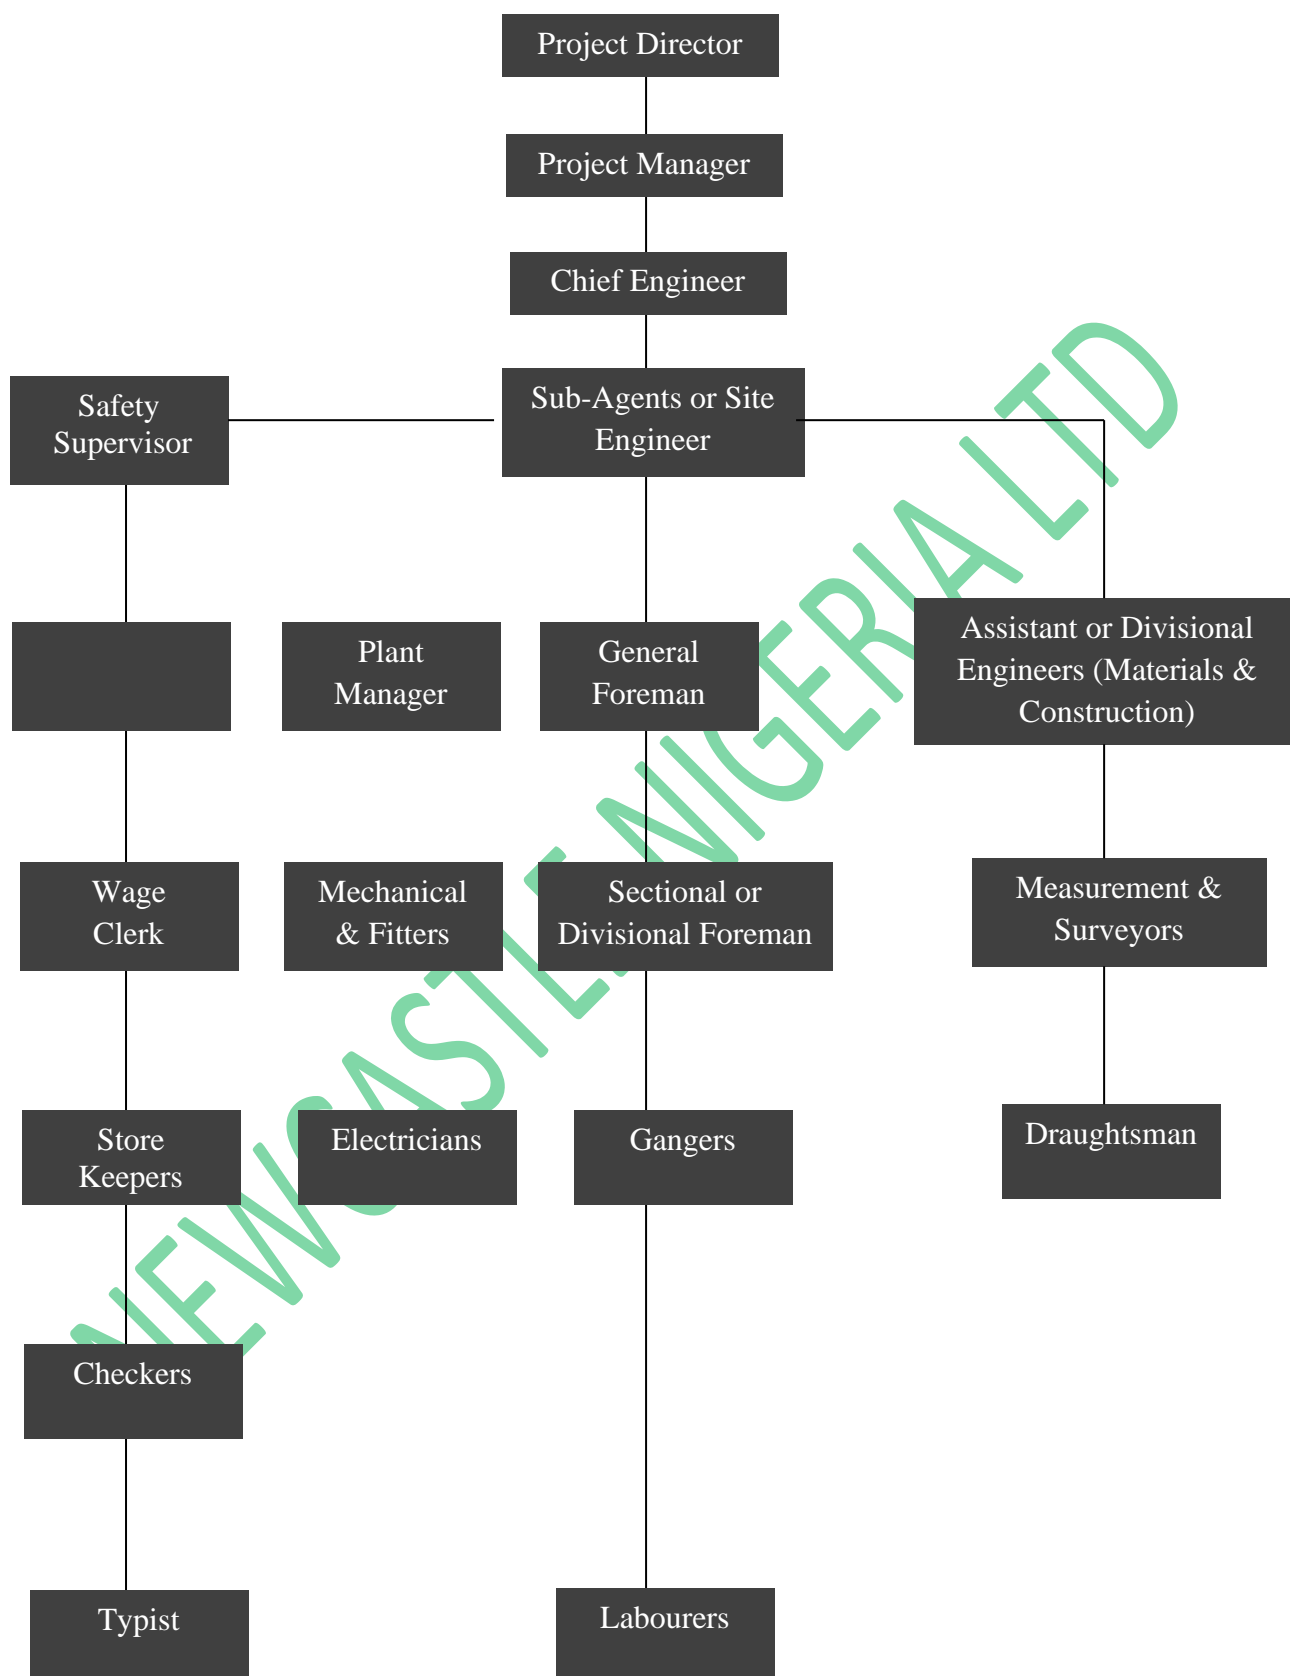 Project Director
Project Manager
Chief Engineer
Safety
Supervisor
Sub-Agents or Site
Engineer
Plant
Manager
General
Foreman
Assistant or Divisional
Engineers (Materials &
Construction)
Wage
Clerk
Mechanical
& Fitters
Sectional or
Divisional Foreman
Measurement &
Surveyors
Store
Keepers
Electricians
Gangers
Draughtsman
Checkers
Typist
Labourers
NEWCASTLE NIGERIA LTD